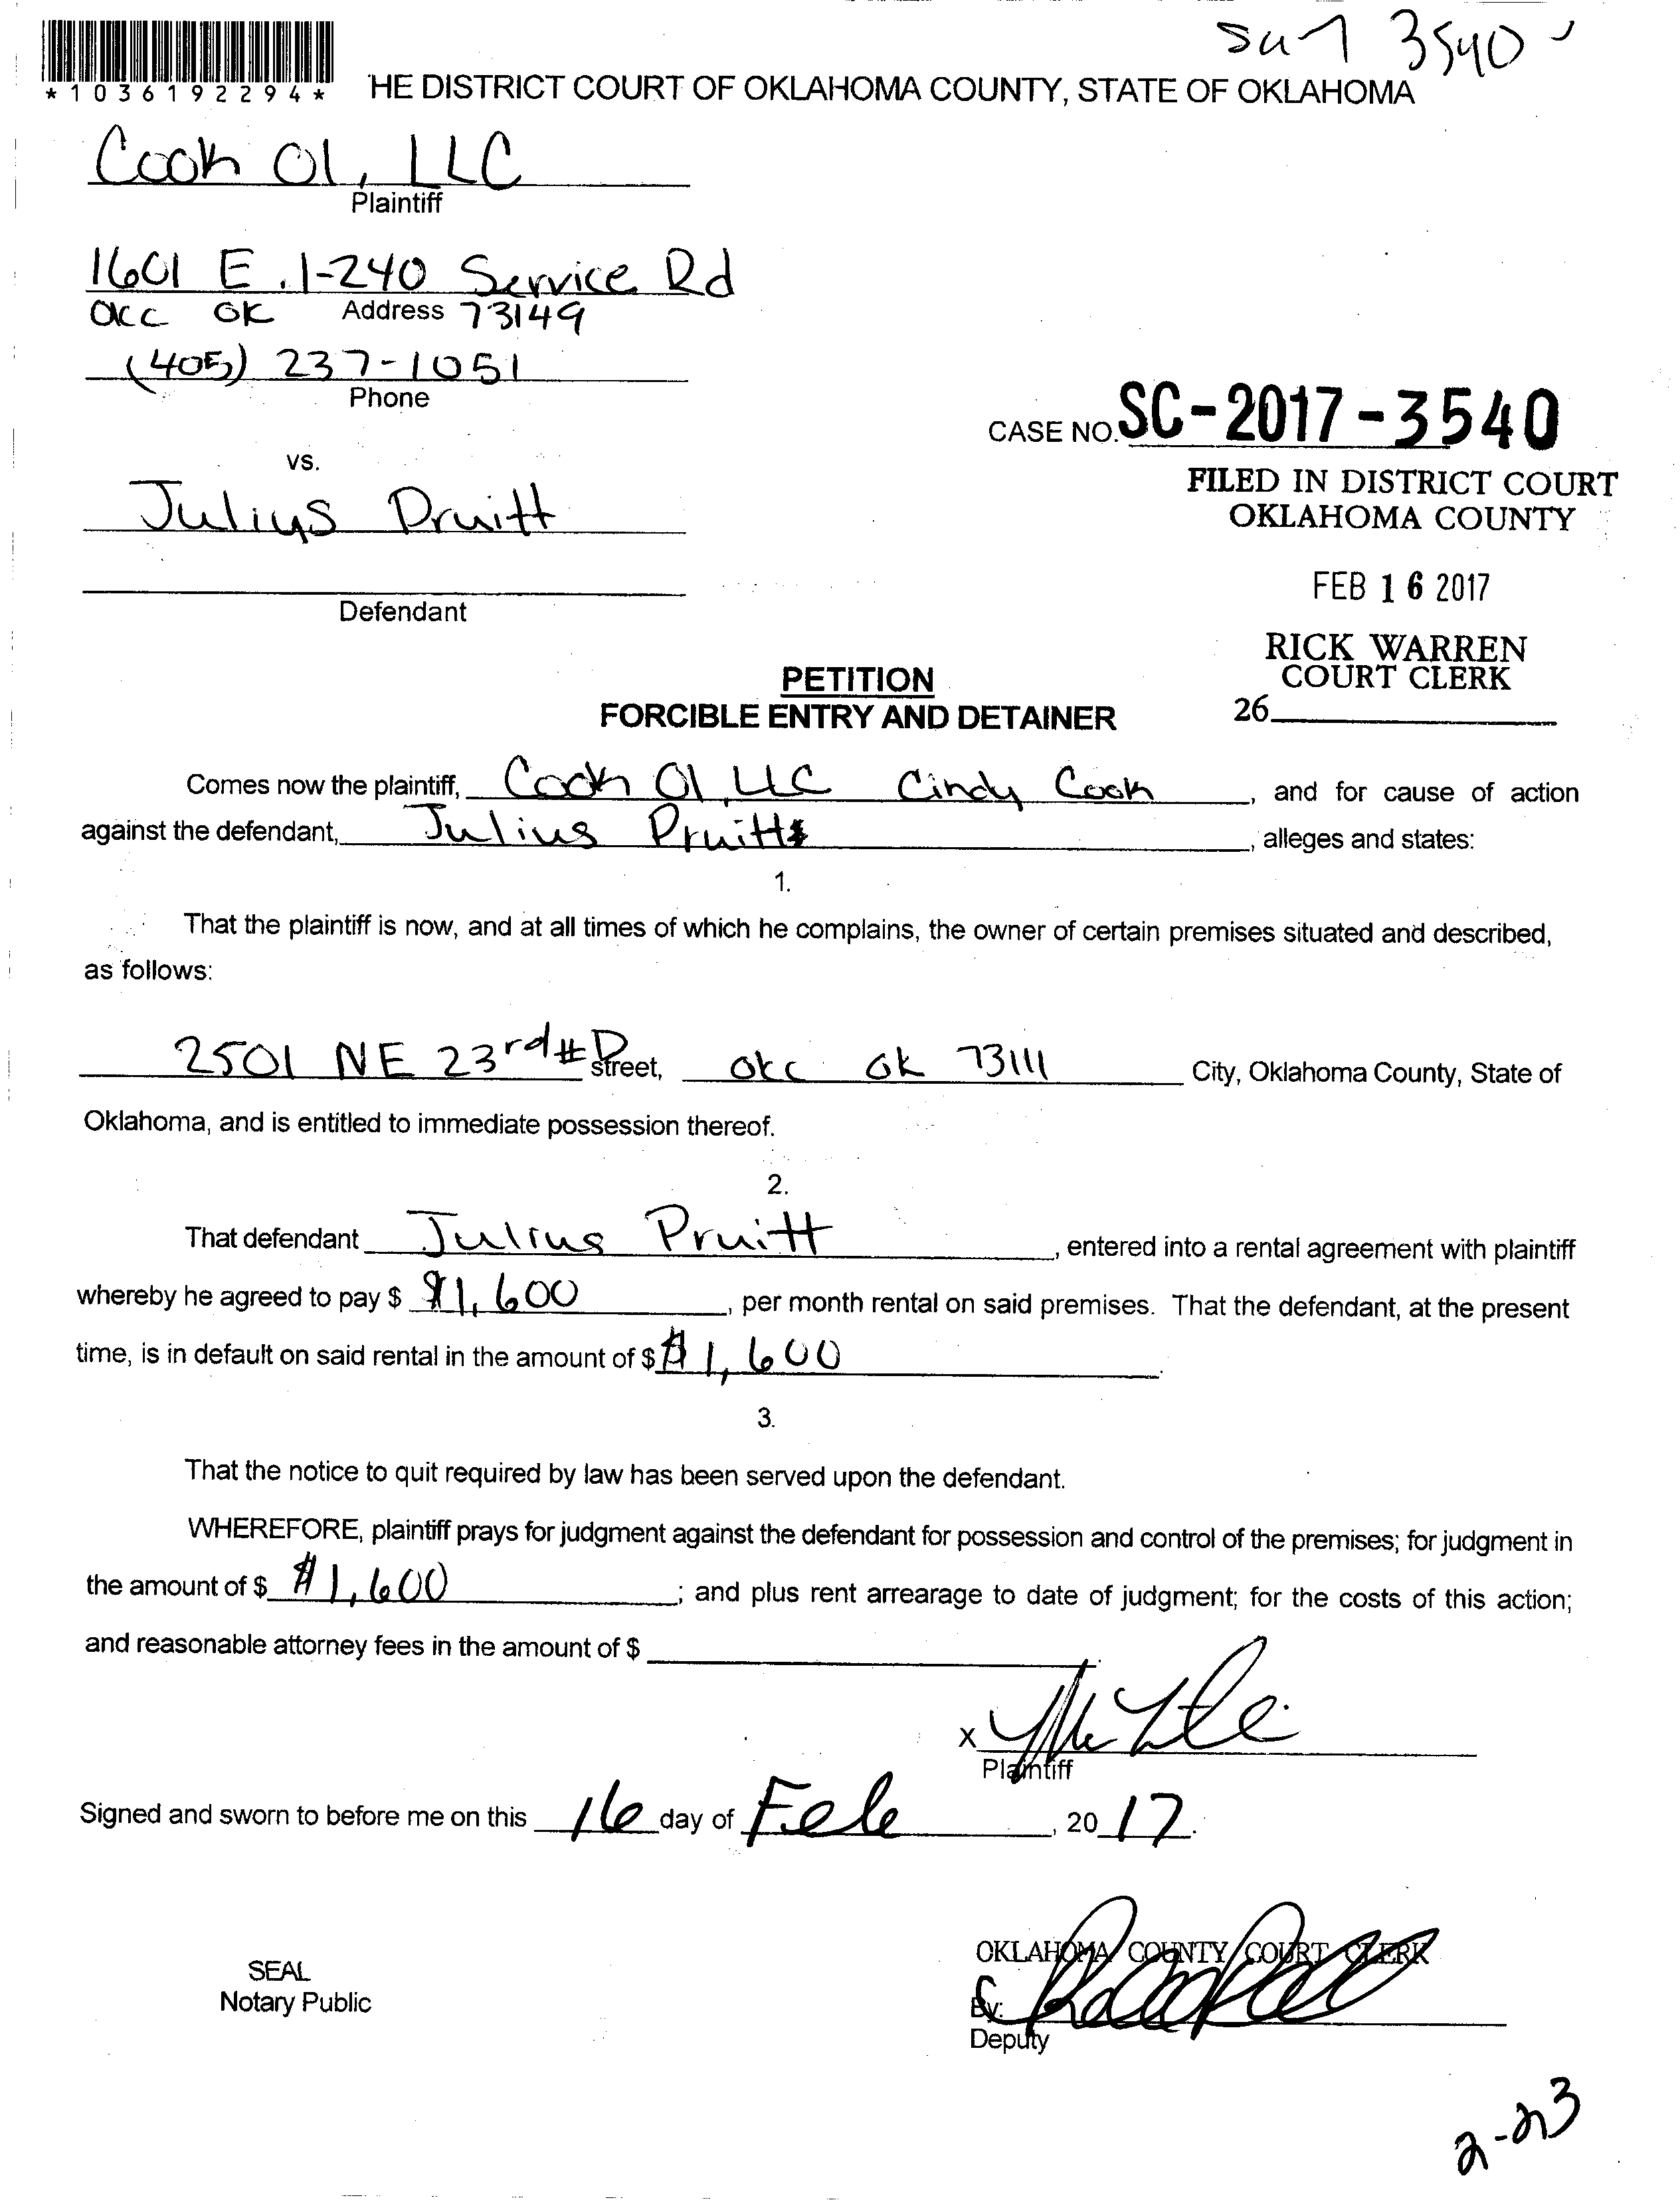 3540
*1036192294*
HE DISTRICT COURT OF OKLAHOMA COUNTY, STATE OF OKLAHOMA
Cook 01, LLC
Plaintiff
1601 E. I-240 Service Rd
Address
OKC OK 73149
(405) 237-1051
Phone
CASE NO. SC-2017-3540
vs.
FILED IN DISTRICT COURT
OKLAHOMA COUNTY
Julius Pruitt
FEB 16 2017
Defendant
RICK WARREN
COURT CLERK
26
PETITION
FORCIBLE ENTRY AND DETAINER
Comes now the plaintiff, Cook 01, LLC Cindy Cook, and for cause of action
against the defendant, Julius Pruitt, alleges and states:
1.
That the plaintiff is now, and at all times of which he complains, the owner of certain premises situated and described,
as follows:
2501 NE 23rd #D street, OKC OK 73111 City, Oklahoma County, State of
Oklahoma, and is entitled to immediate possession thereof.
2.
That defendant Julius Pruitt, entered into a rental agreement with plaintiff
whereby he agreed to pay $ $1,600, per month rental on said premises. That the defendant, at the present
time, is in default on said rental in the amount of $ $1,600.
3.
That the notice to quit required by law has been served upon the defendant.
WHEREFORE, plaintiff prays for judgment against the defendant for possession and control of the premises; for judgment in
the amount of $ $1,600; and plus rent arrearage to date of judgment; for the costs of this action;
and reasonable attorney fees in the amount of $
x
Plaintiff
Signed and sworn to before me on this 16 day of Feb, 2017.
OKLAHOMA COUNTY COURT CLERK
SEAL
Notary Public
By:
Deputy
2-23